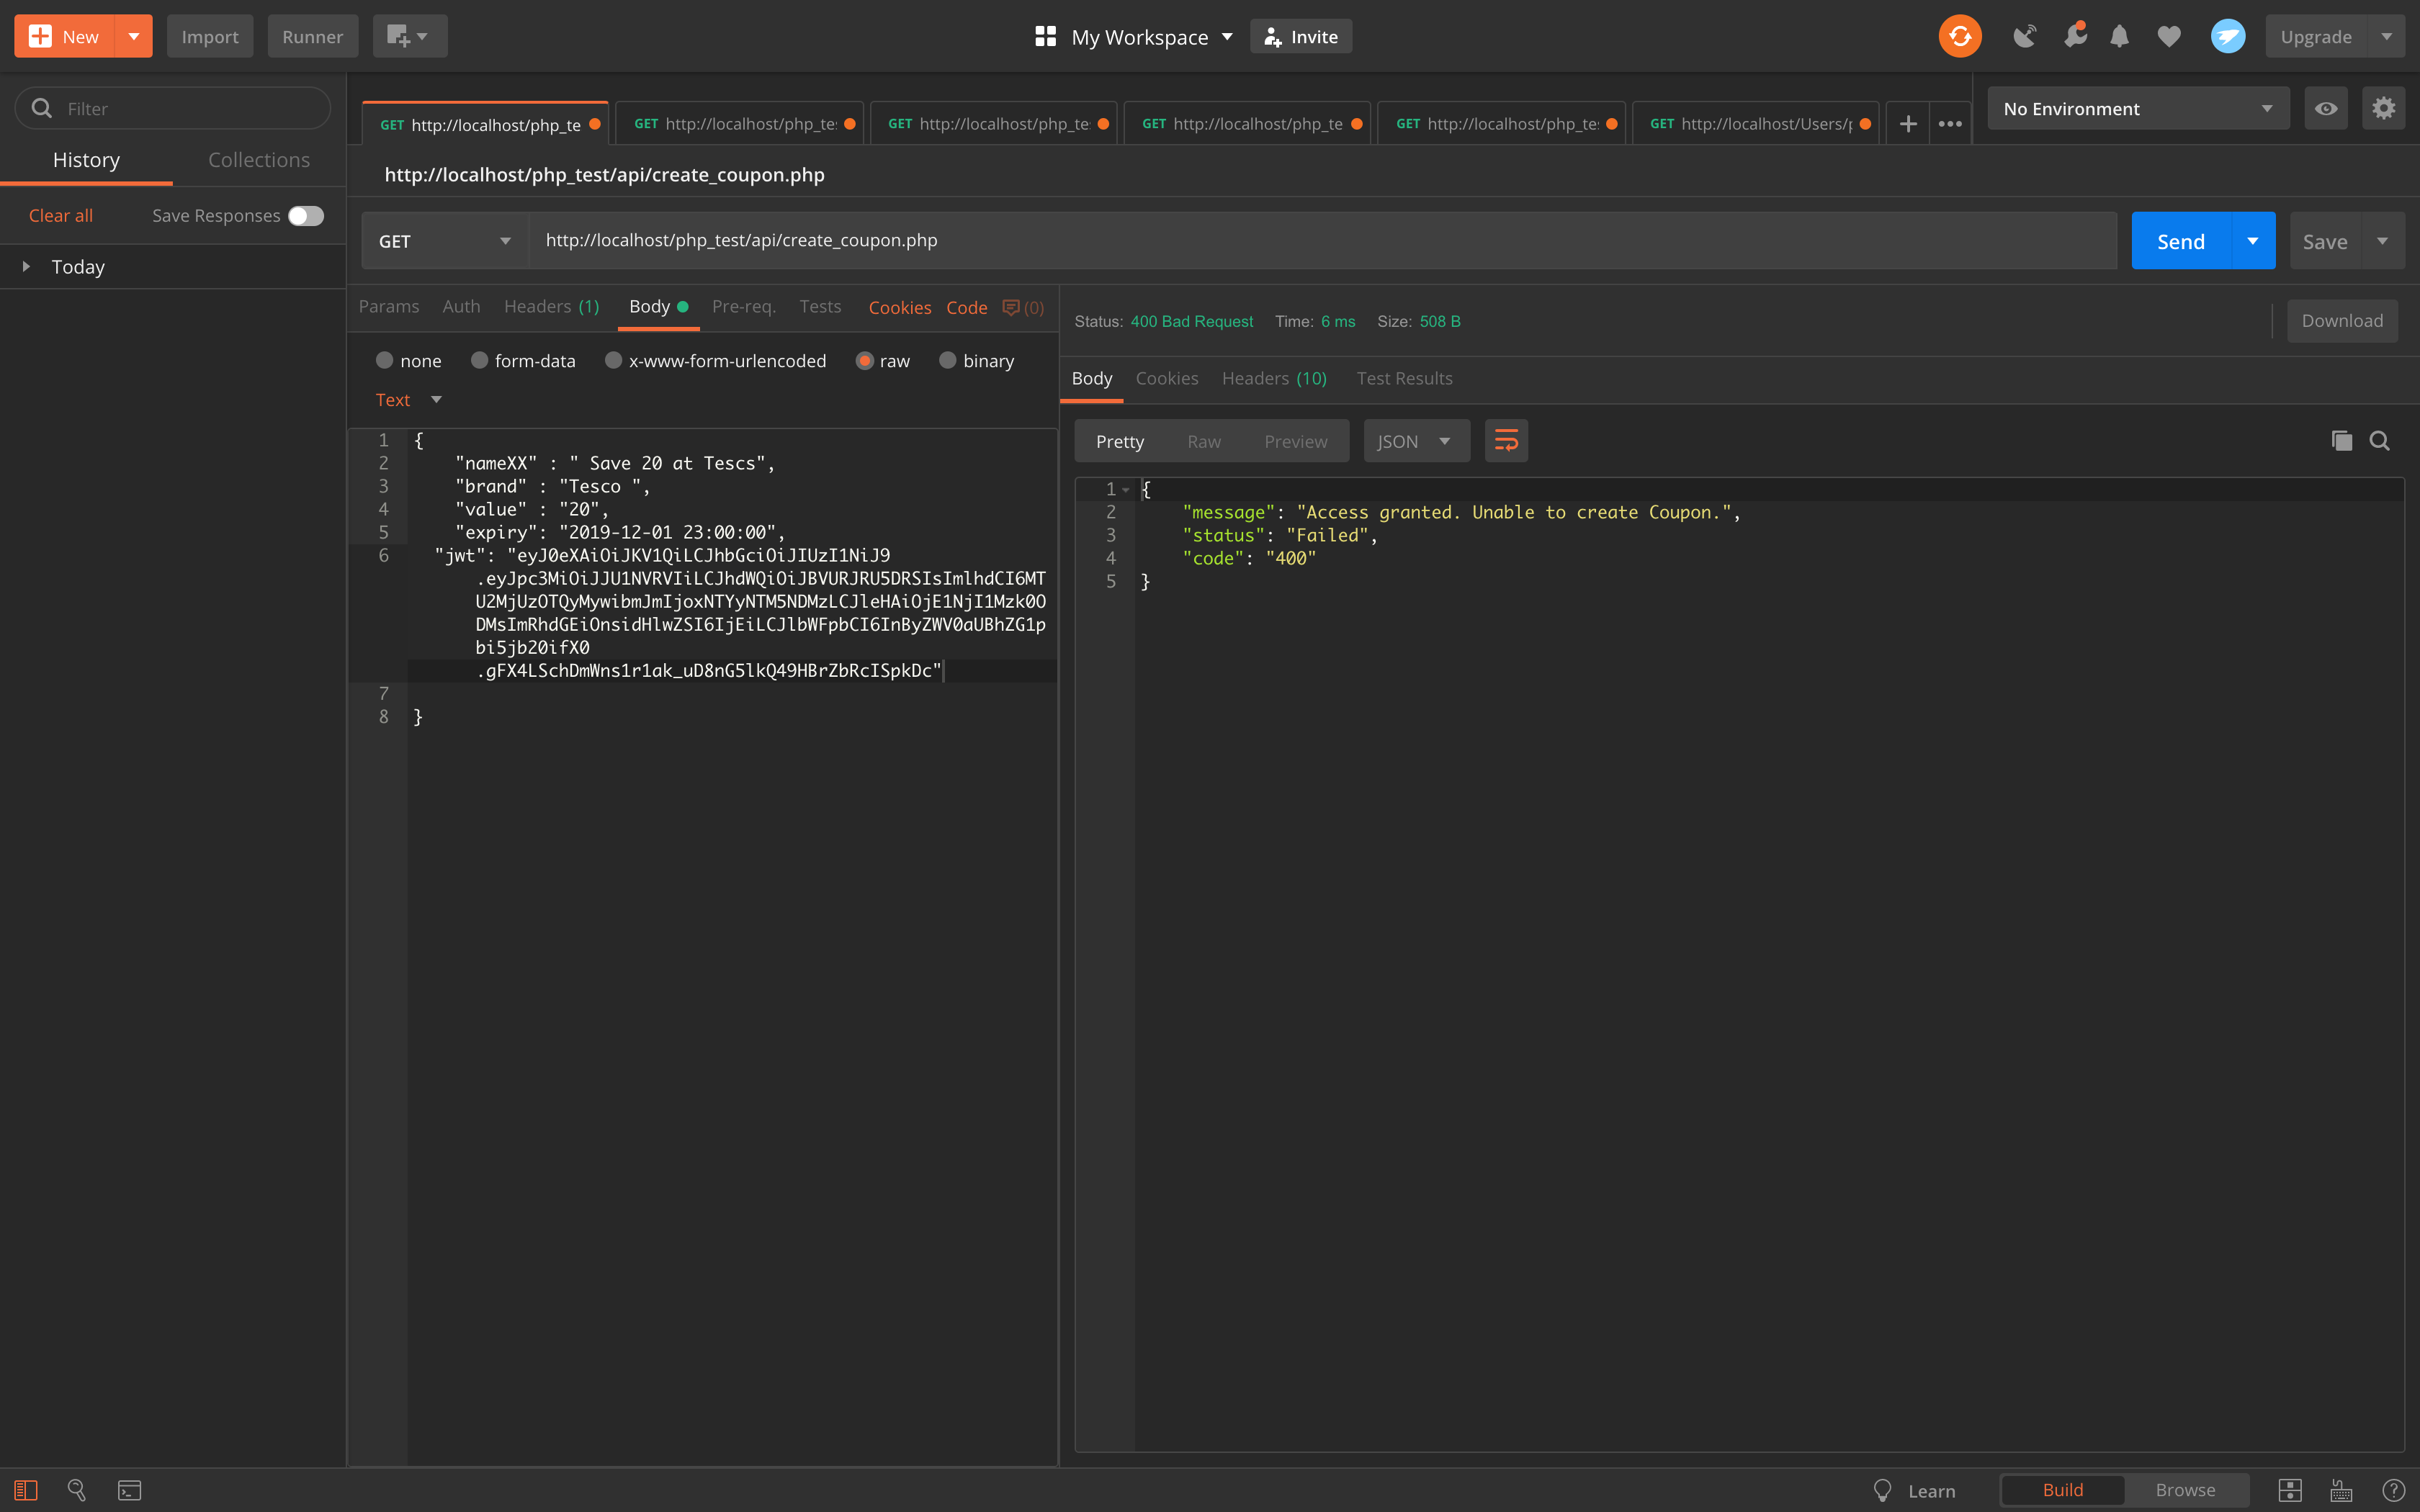 New
Import
Runner
My Workspace
Invite
Upgrade
Filter
History
Collections
Clear all
Save Responses
Today
GET http://localhost/php_te
GET http://localhost/php_te
GET http://localhost/php_te
GET http://localhost/php_te
GET http://localhost/php_te
GET http://localhost/Users/p
No Environment
http://localhost/php_test/api/create_coupon.php
GET
http://localhost/php_test/api/create_coupon.php
Send
Save
Params
Auth
Headers (1)
Body
Pre-req.
Tests
Cookies
Code
(0)
none
form-data
x-www-form-urlencoded
raw
binary
Text
1 {
2 "nameXX" : " Save 20 at Tescs",
3 "brand" : "Tesco ",
4 "value" : "20",
5 "expiry": "2019-12-01 23:00:00",
6 "jwt": "eyJ0eXAiOiJKV1QiLCJhbGciOiJIUzI1NiJ9
.eyJpc3MiOiJJU1NVRVIiLCJhdWQiOiJBVURJRU5DRSIsImlhdCI6MT
U2MjUzOTQyMywibmJmIjoxNTYyNTM5NDMzLCJleHAiOjE1NjI1Mzk0O
DMsImRhdGEiOnsidHlwZSI6IjEiLCJlbWFpbCI6InByZWV0aUBhZG1p
bi5jb20ifX0
.gFX4LSchDmWns1r1ak_uD8nG5lkQ49HBrZbRcISpkDc"
7
8 }
Status: 400 Bad Request
Time: 6 ms
Size: 508 B
Download
Body
Cookies
Headers (10)
Test Results
Pretty
Raw
Preview
JSON
1 {
2 "message": "Access granted. Unable to create Coupon.",
3 "status": "Failed",
4 "code": "400"
5 }
Learn
Build
Browse